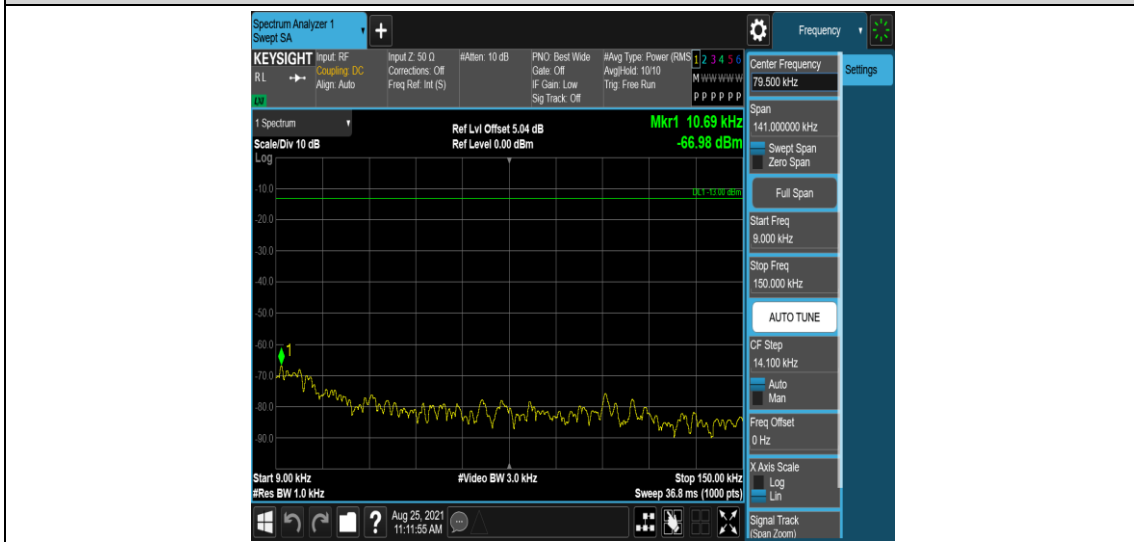 Spectrum Analyzer 1
Swept SA
+
Frequency
KEYSIGHT
RL
LXI
Input: RF
Coupling: DC
Align: Auto
Input Z: 50 Ω
Corrections: Off
Freq Ref: Int (S)
#Atten: 10 dB
PNO: Best Wide
Gate: Off
IF Gain: Low
Sig Track: Off
#Avg Type: Power (RMS
Avg|Hold: 10/10
Trig: Free Run
1 2 3 4 5 6
M W W W W W
P P P P P P
1 Spectrum
Scale/Div 10 dB
Ref Lvl Offset 5.04 dB
Ref Level 0.00 dBm
Mkr1 10.69 kHz
-66.98 dBm
Log
DL1 -13.00 dBm
-10.0
-20.0
-30.0
-40.0
-50.0
-60.0
1
-70.0
-80.0
-90.0
Start 9.00 kHz
#Video BW 3.0 kHz
Stop 150.00 kHz
#Res BW 1.0 kHz
Sweep 36.8 ms (1000 pts)
?
Aug 25, 2021
11:11:55 AM
Center Frequency
79.500 kHz
Settings
Span
141.000000 kHz
Swept Span
Zero Span
Full Span
Start Freq
9.000 kHz
Stop Freq
150.000 kHz
AUTO TUNE
CF Step
14.100 kHz
Auto
Man
Freq Offset
0 Hz
X Axis Scale
Log
Lin
Signal Track
(Span Zoom)